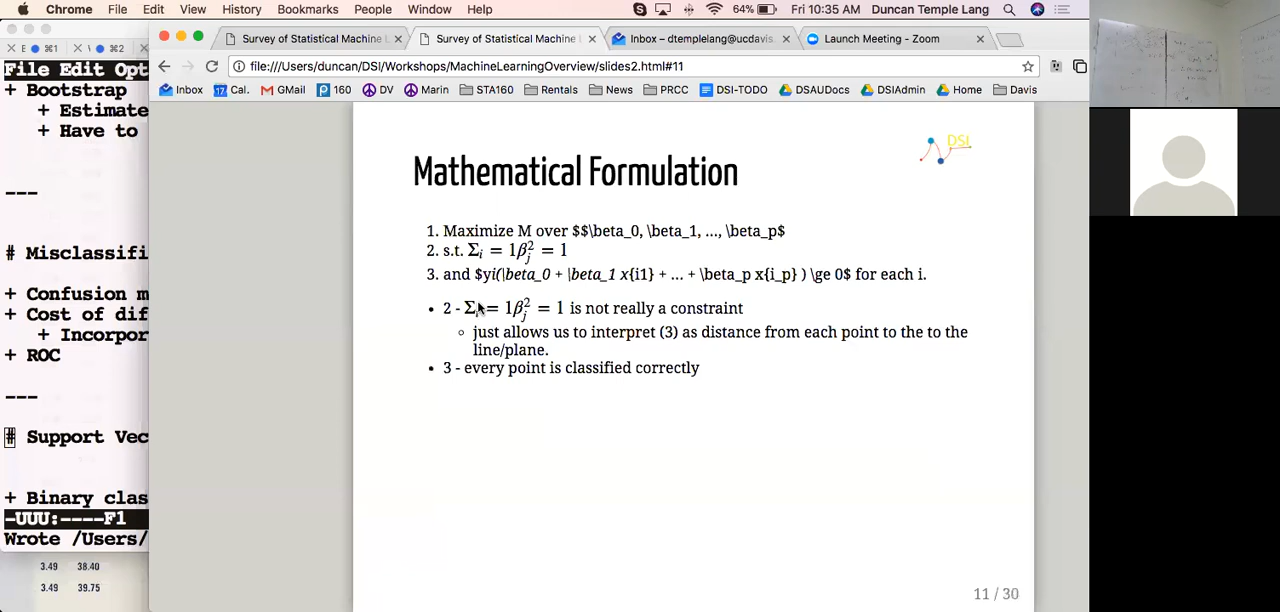 Chrome File Edit View History Bookmarks People Window Help 64% Fri 10:35 AM Duncan Temple Lang
E #1 #2
Survey of Statistical Machine L × Survey of Statistical Machine × Inbox – dtemplelang@ucdavis. × Launch Meeting - Zoom ×
file:///Users/duncan/DSI/Workshops/MachineLearningOverview/slides2.html#11
Inbox Cal. GMail 160 DV Marin STA160 Rentals News PRCC DSI-TODO DSAUDocs DSIAdmin Home Davis
File Edit Opt
+ Bootstrap
+ Estimate
+ Have to
---
# Misclassifi
+ Confusion m
+ Cost of dif
+ Incorpor
+ ROC
---
# Support Vec
+ Binary clas
-UUU:----F1
Wrote /Users/
3.49 38.40
3.49 39.75
DSI
Mathematical Formulation
1. Maximize M over $$\beta_0, \beta_1, ..., \beta_p$
2. s.t. Σᵢ = 1βⱼ² = 1
3. and $yi(|beta_0 + |beta_1 x{i1} + ... + \beta_p x{i_p} ) \ge 0$ for each i.
• 2 - Σᵢ = 1βⱼ² = 1 is not really a constraint
◦ just allows us to interpret (3) as distance from each point to the to the
line/plane.
• 3 - every point is classified correctly
11 / 30